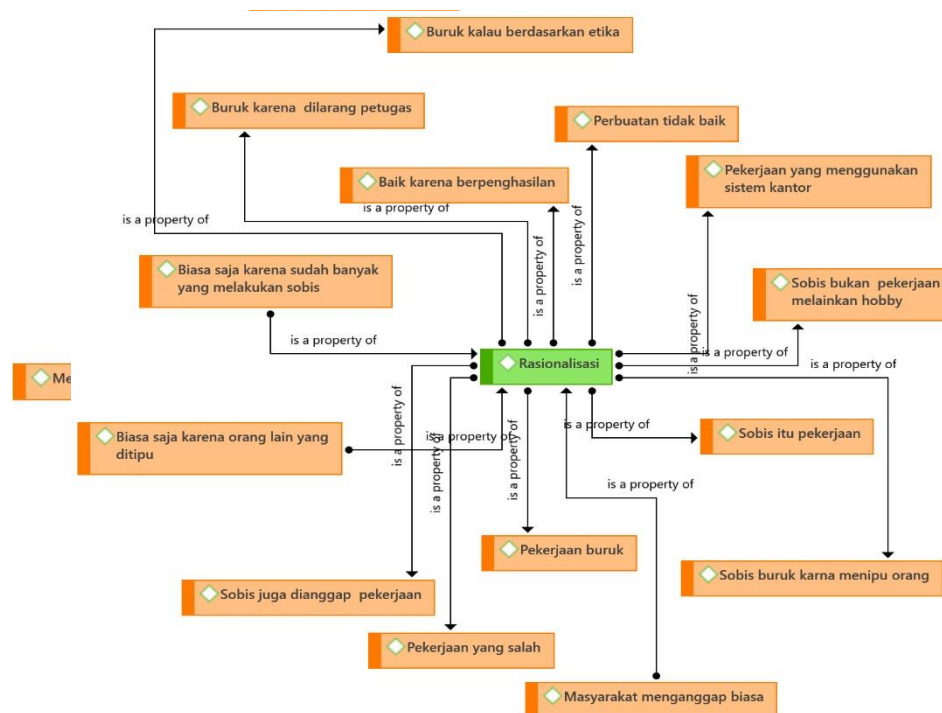 Buruk kalau berdasarkan etika
Buruk karena dilarang petugas
Perbuatan tidak baik
Pekerjaan yang menggunakan
sistem kantor
Baik karena berpenghasilan
is a property of
is a property of
is a property of
is a property of
is a property of
Biasa saja karena sudah banyak
yang melakukan sobis
Sobis bukan pekerjaan
melainkan hobby
is a property of
is a property of
is a property of
is a property of
Rasionalisasi
Me
is a property of
is a property of
is a property of
is a property of
is a property of
Biasa saja karena orang lain yang
ditipu
Sobis itu pekerjaan
is a property of
Pekerjaan buruk
Sobis buruk karna menipu orang
Sobis juga dianggap pekerjaan
Pekerjaan yang salah
Masyarakat menganggap biasa